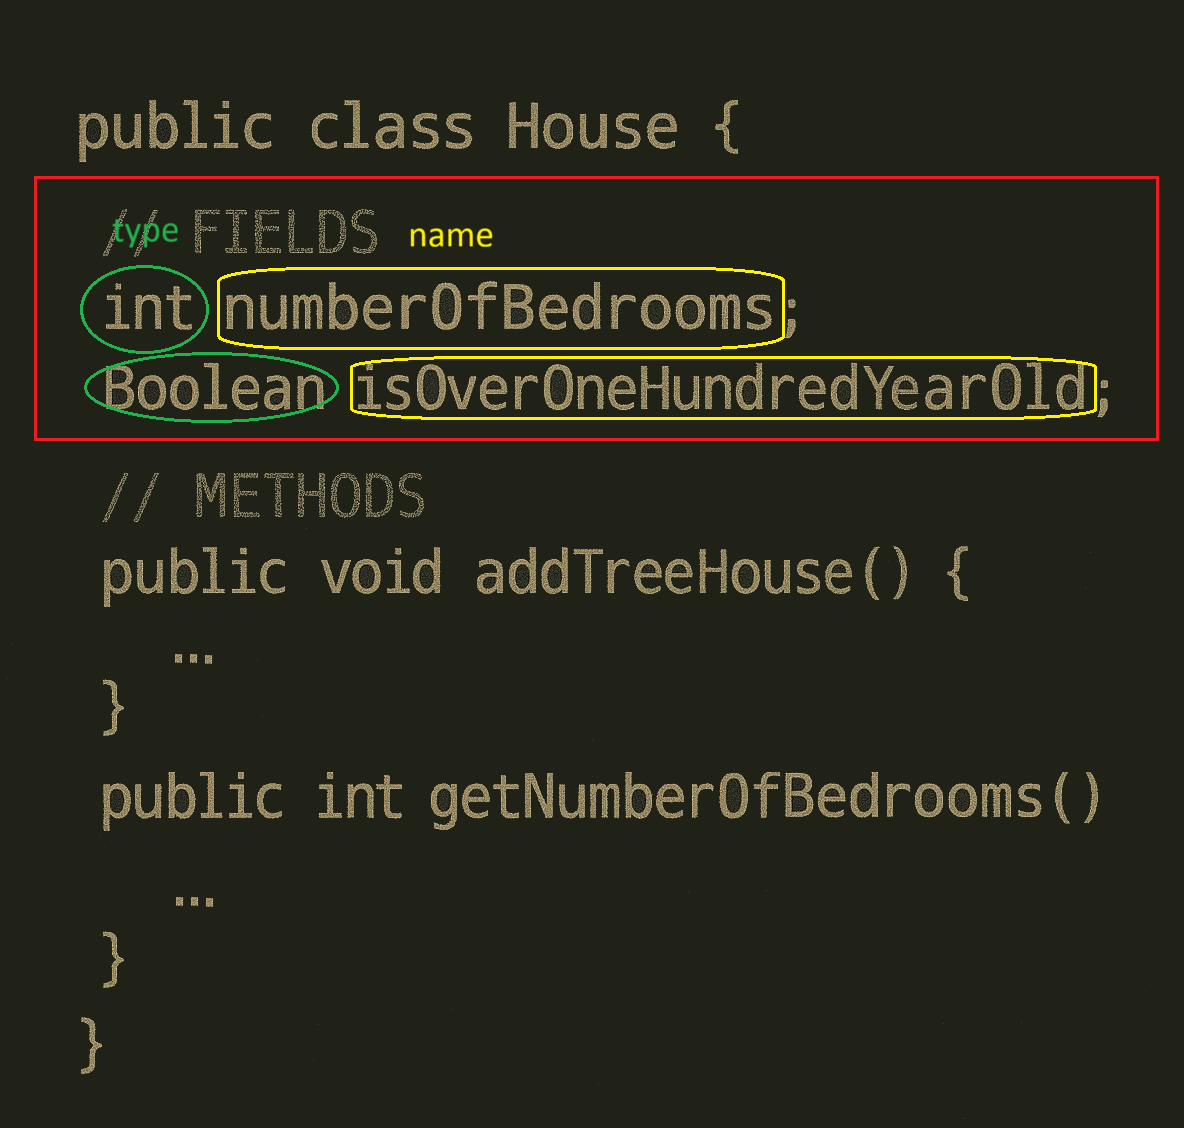 public class House {
// FIELDS
type name
int numberOfBedrooms;
Boolean isOverOneHundredYearOld;
// METHODS
public void addTreeHouse() {
...
}
public int getNumberOfBedrooms()
...
}
}